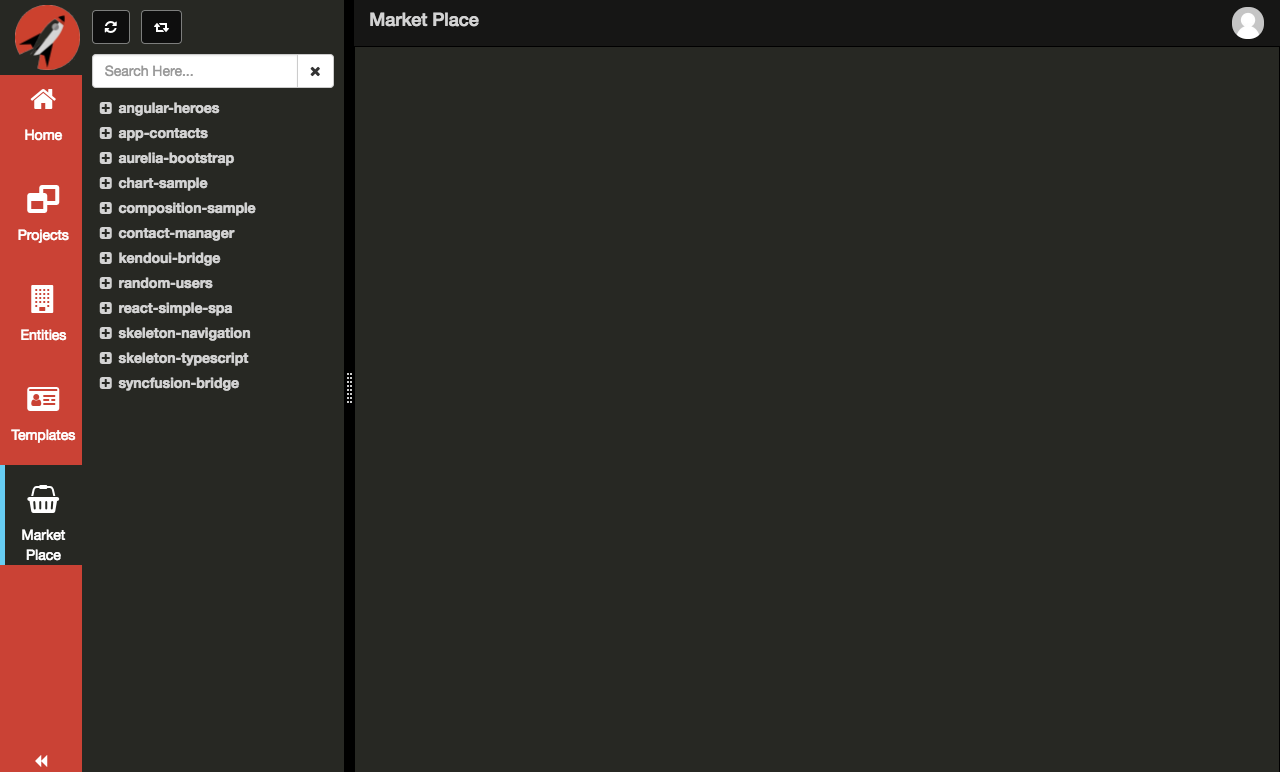 Market Place
Search Here...
Home
Projects
Entities
Templates
Market
Place
angular-heroes
app-contacts
aurelia-bootstrap
chart-sample
composition-sample
contact-manager
kendoui-bridge
random-users
react-simple-spa
skeleton-navigation
skeleton-typescript
syncfusion-bridge